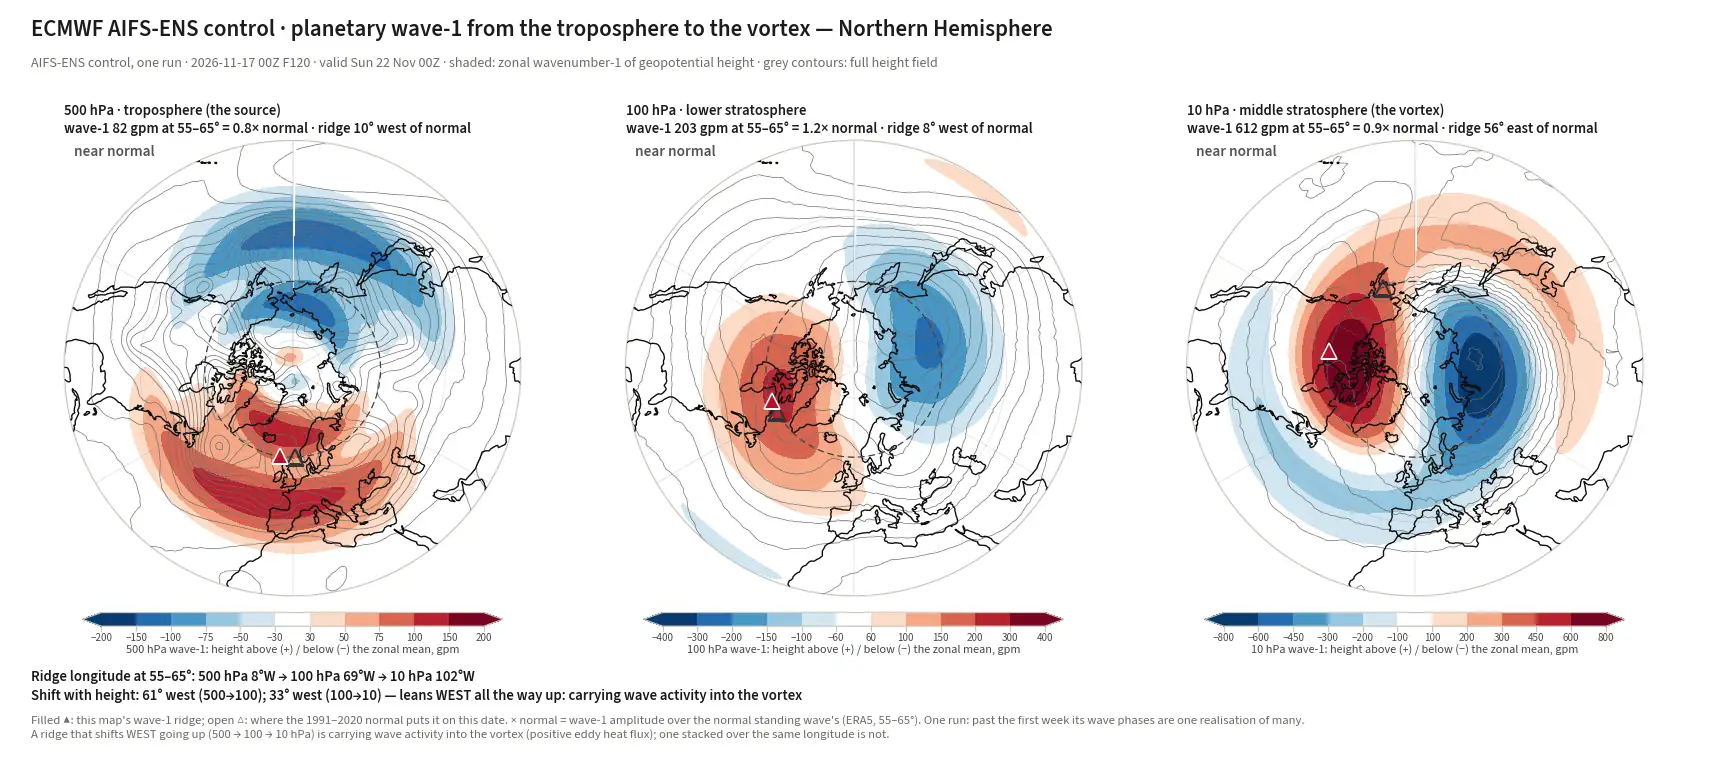 ECMWF AIFS-ENS control · planetary wave-1 from the troposphere to the vortex — Northern Hemisphere
AIFS-ENS control, one run · 2026-11-17 00Z F120 · valid Sun 22 Nov 00Z · shaded: zonal wavenumber-1 of geopotential height · grey contours: full height field
500 hPa · troposphere (the source)
wave-1 82 gpm at 55–65° = 0.8× normal · ridge 10° west of normal
near normal
100 hPa · lower stratosphere
wave-1 203 gpm at 55–65° = 1.2× normal · ridge 8° west of normal
near normal
10 hPa · middle stratosphere (the vortex)
wave-1 612 gpm at 55–65° = 0.9× normal · ridge 56° east of normal
near normal
−200 −150 −100 −75 −50 −30 30 50 75 100 150 200
500 hPa wave-1: height above (+) / below (−) the zonal mean, gpm
−400 −300 −200 −150 −100 −60 60 100 150 200 300 400
100 hPa wave-1: height above (+) / below (−) the zonal mean, gpm
−800 −600 −450 −300 −200 −100 100 200 300 450 600 800
10 hPa wave-1: height above (+) / below (−) the zonal mean, gpm
Ridge longitude at 55–65°: 500 hPa 8°W → 100 hPa 69°W → 10 hPa 102°W
Shift with height: 61° west (500→100); 33° west (100→10) — leans WEST all the way up: carrying wave activity into the vortex
Filled ▲: this map's wave-1 ridge; open △: where the 1991–2020 normal puts it on this date. × normal = wave-1 amplitude over the normal standing wave's (ERA5, 55–65°). One run: past the first week its wave phases are one realisation of many.
A ridge that shifts WEST going up (500 → 100 → 10 hPa) is carrying wave activity into the vortex (positive eddy heat flux); one stacked over the same longitude is not.